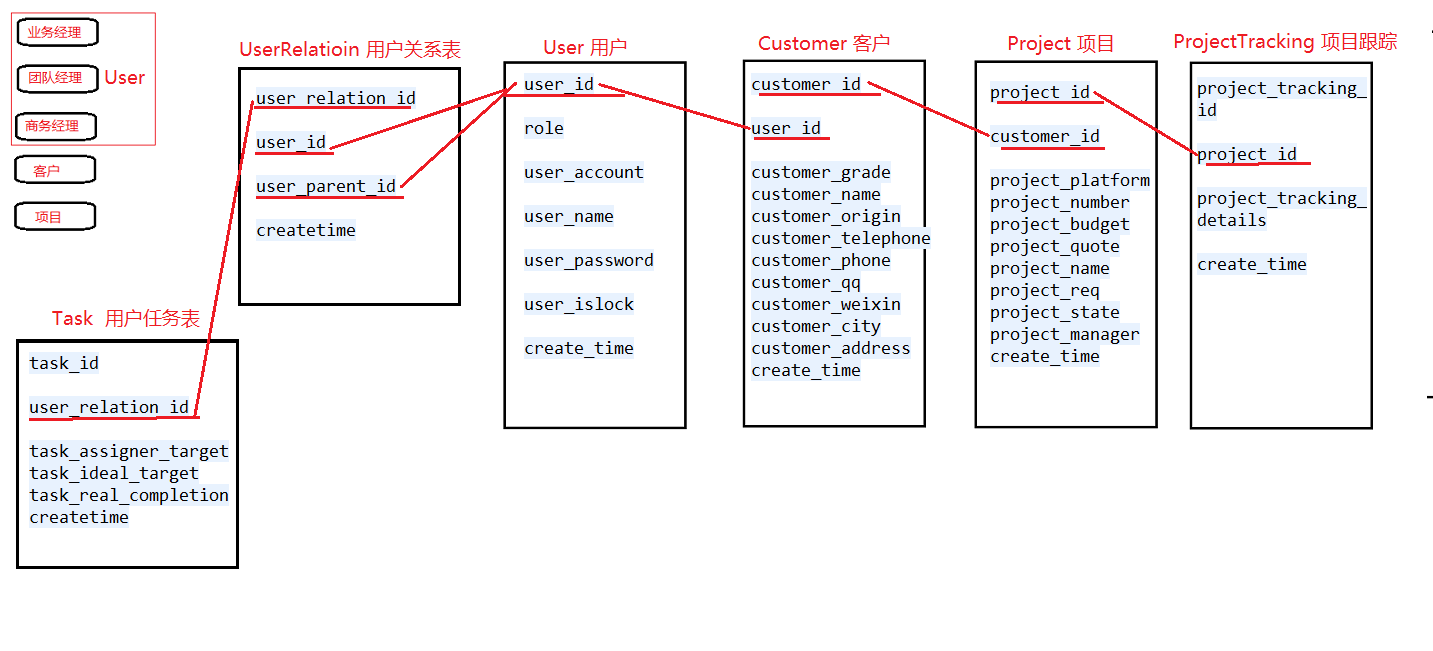 业务经理
团队经理
User
商务经理
客户
项目
UserRelatioin 用户关系表
user_relation_id
user_id
user_parent_id
createtime
Task 用户任务表
task_id
user_relation_id
task_assigner_target
task_ideal_target
task_real_completion
createtime
User 用户
user_id
role
user_account
user_name
user_password
user_islock
create_time
Customer 客户
customer_id
user_id
customer_grade
customer_name
customer_origin
customer_telephone
customer_phone
customer_qq
customer_weixin
customer_city
customer_address
create_time
Project 项目
project_id
customer_id
project_platform
project_number
project_budget
project_quote
project_name
project_req
project_state
project_manager
create_time
ProjectTracking 项目跟踪
project_tracking_
id
project_id
project_tracking_
details
create_time